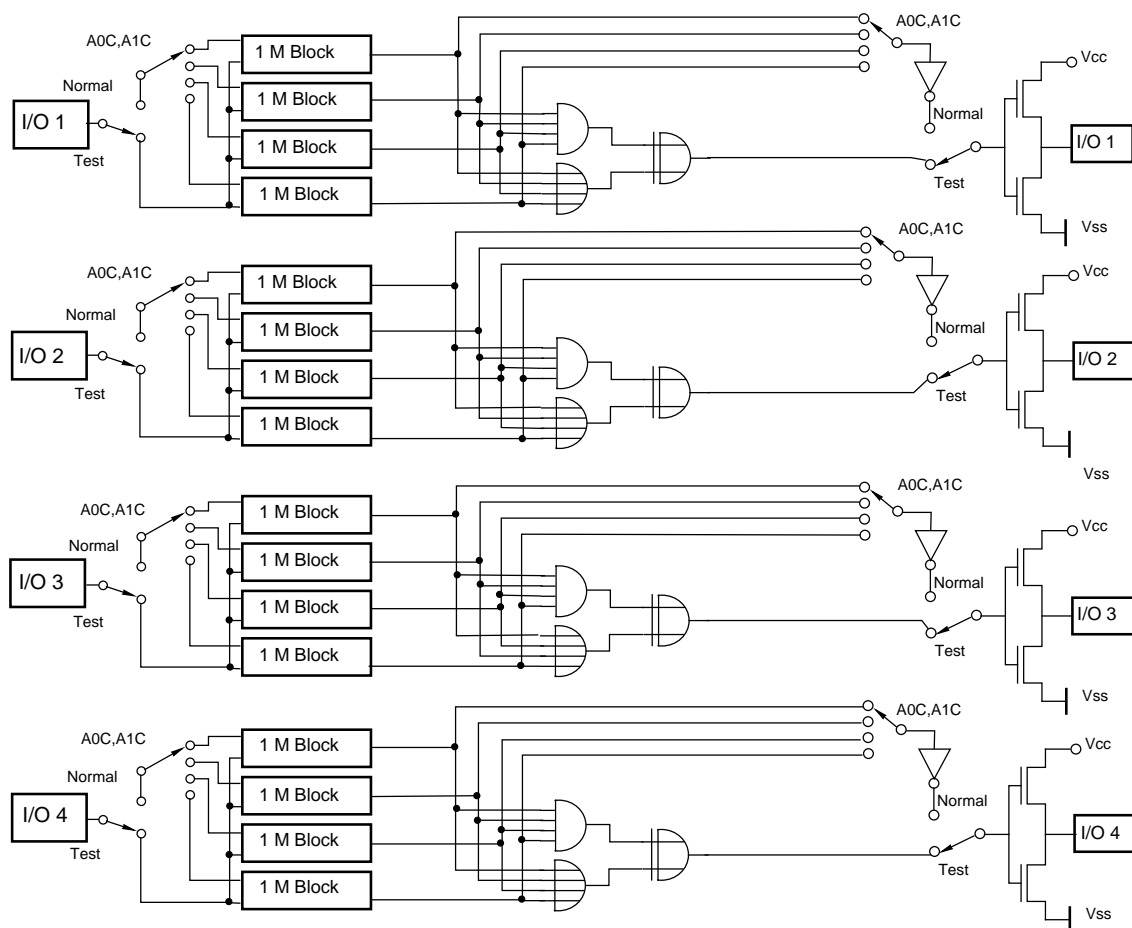 A0C,A1C
A0C,A1C
1 M Block
Vcc
Normal
1 M Block
I/O 1
Normal
1 M Block
I/O 1
Test
Test
1 M Block
Vss
A0C,A1C
A0C,A1C
1 M Block
Vcc
Normal
1 M Block
Normal
I/O 2
I/O 2
Test
1 M Block
Test
1 M Block
Vss
A0C,A1C
A0C,A1C
1 M Block
Vcc
Normal
1 M Block
I/O 3
Normal
1 M Block
I/O 3
Test
Test
1 M Block
Vss
A0C,A1C
A0C,A1C
1 M Block
Vcc
Normal
1 M Block
Normal
I/O 4
1 M Block
I/O 4
Test
Test
1 M Block
Vss